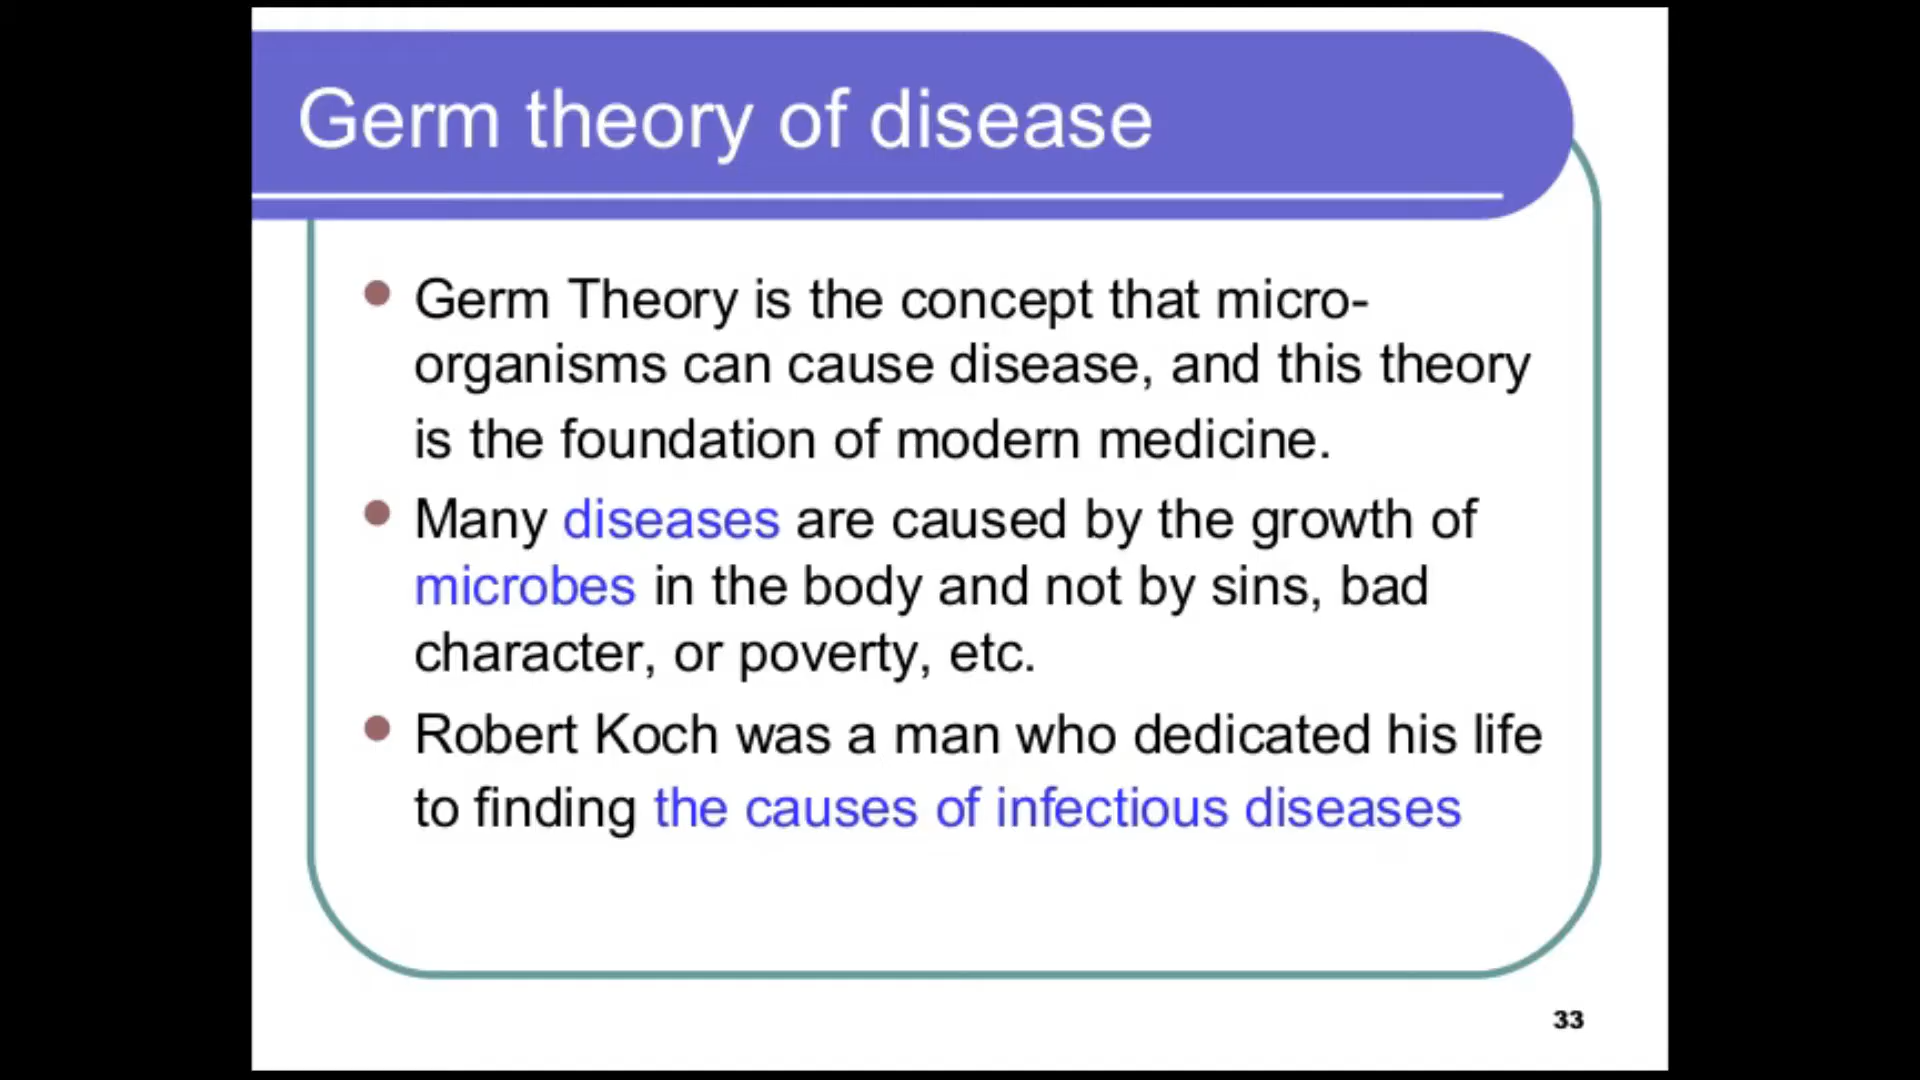 Germ theory of disease
Germ Theory is the concept that micro-
organisms can cause disease, and this theory
is the foundation of modern medicine.
Many diseases are caused by the growth of
microbes in the body and not by sins, bad
character, or poverty, etc.
Robert Koch was a man who dedicated his life
to finding the causes of infectious diseases
33